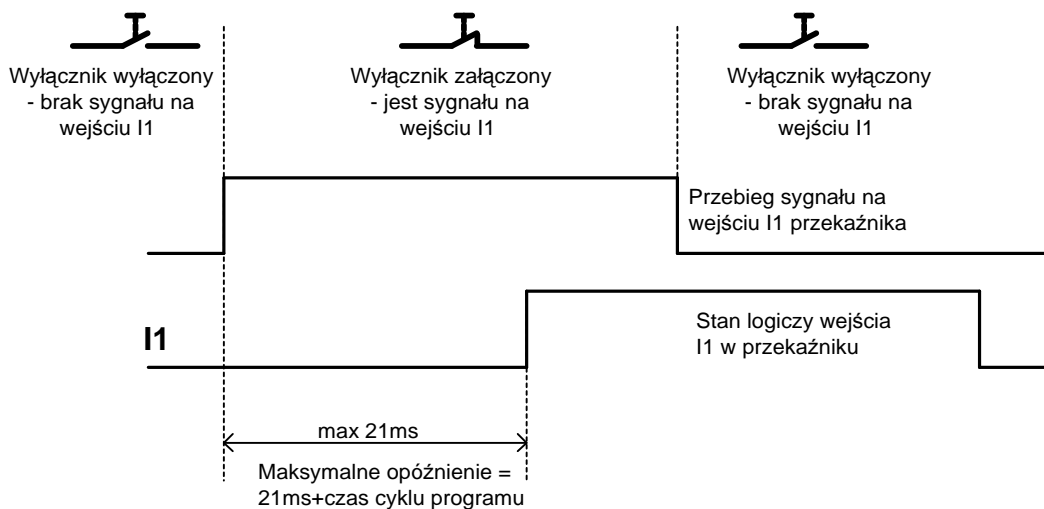 Wyłącznik wyłączony
- brak sygnału na
wejściu I1
Wyłącznik załączony
- jest sygnału na
wejściu I1
Wyłącznik wyłączony
- brak sygnału na
wejściu I1
Przebieg sygnału na
wejściu I1 przekaźnika
I1
Stan logiczy wejścia
I1 w przekaźniku
max 21ms
Maksymalne opóźnienie =
21ms+czas cyklu programu